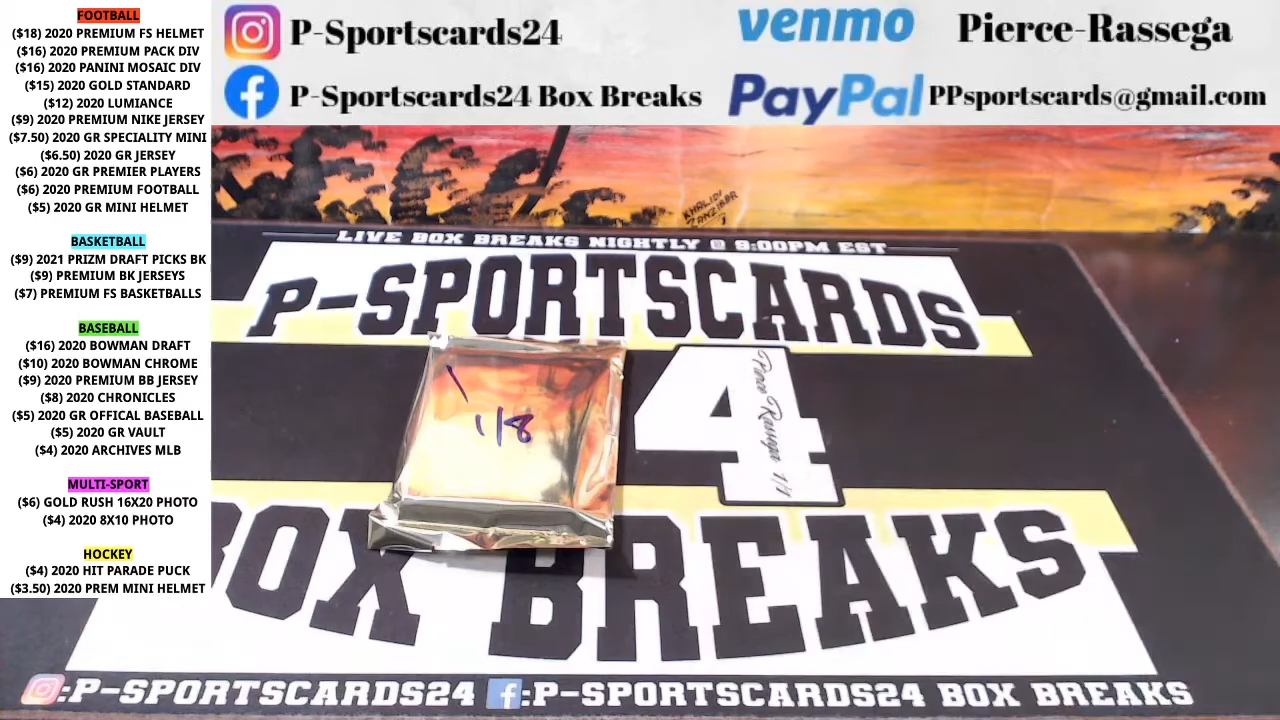 FOOTBALL
($18) 2020 PREMIUM FS HELMET
($16) 2020 PREMIUM PACK DIV
($16) 2020 PANINI MOSAIC DIV
($15) 2020 GOLD STANDARD
($12) 2020 LUMIANCE
($9) 2020 PREMIUM NIKE JERSEY
($7.50) 2020 GR SPECIALITY MINI
($6.50) 2020 GR JERSEY
($6) 2020 GR PREMIER PLAYERS
($6) 2020 PREMIUM FOOTBALL
($5) 2020 GR MINI HELMET
BASKETBALL
($9) 2021 PRIZM DRAFT PICKS BK
($9) PREMIUM BK JERSEYS
($7) PREMIUM FS BASKETBALLS
BASEBALL
($16) 2020 BOWMAN DRAFT
($10) 2020 BOWMAN CHROME
($9) 2020 PREMIUM BB JERSEY
($8) 2020 CHRONICLES
($5) 2020 GR OFFICAL BASEBALL
($5) 2020 GR VAULT
($4) 2020 ARCHIVES MLB
MULTI-SPORT
($6) GOLD RUSH 16X20 PHOTO
($4) 2020 8X10 PHOTO
HOCKEY
($4) 2020 HIT PARADE PUCK
($3.50) 2020 PREM MINI HELMET
P-Sportscards24
P-Sportscards24 Box Breaks
venmo Pierce-Rassega
PayPal PPsportscards@gmail.com
KHALIDI
ZANZIBAR
LIVE BOX BREAKS NIGHTLY @ 9:00PM EST
P-SPORTSCARDS
4
1/8
1/1
BOX BREAKS
:P-SPORTSCARDS24 :P-SPORTSCARDS24 BOX BREAKS